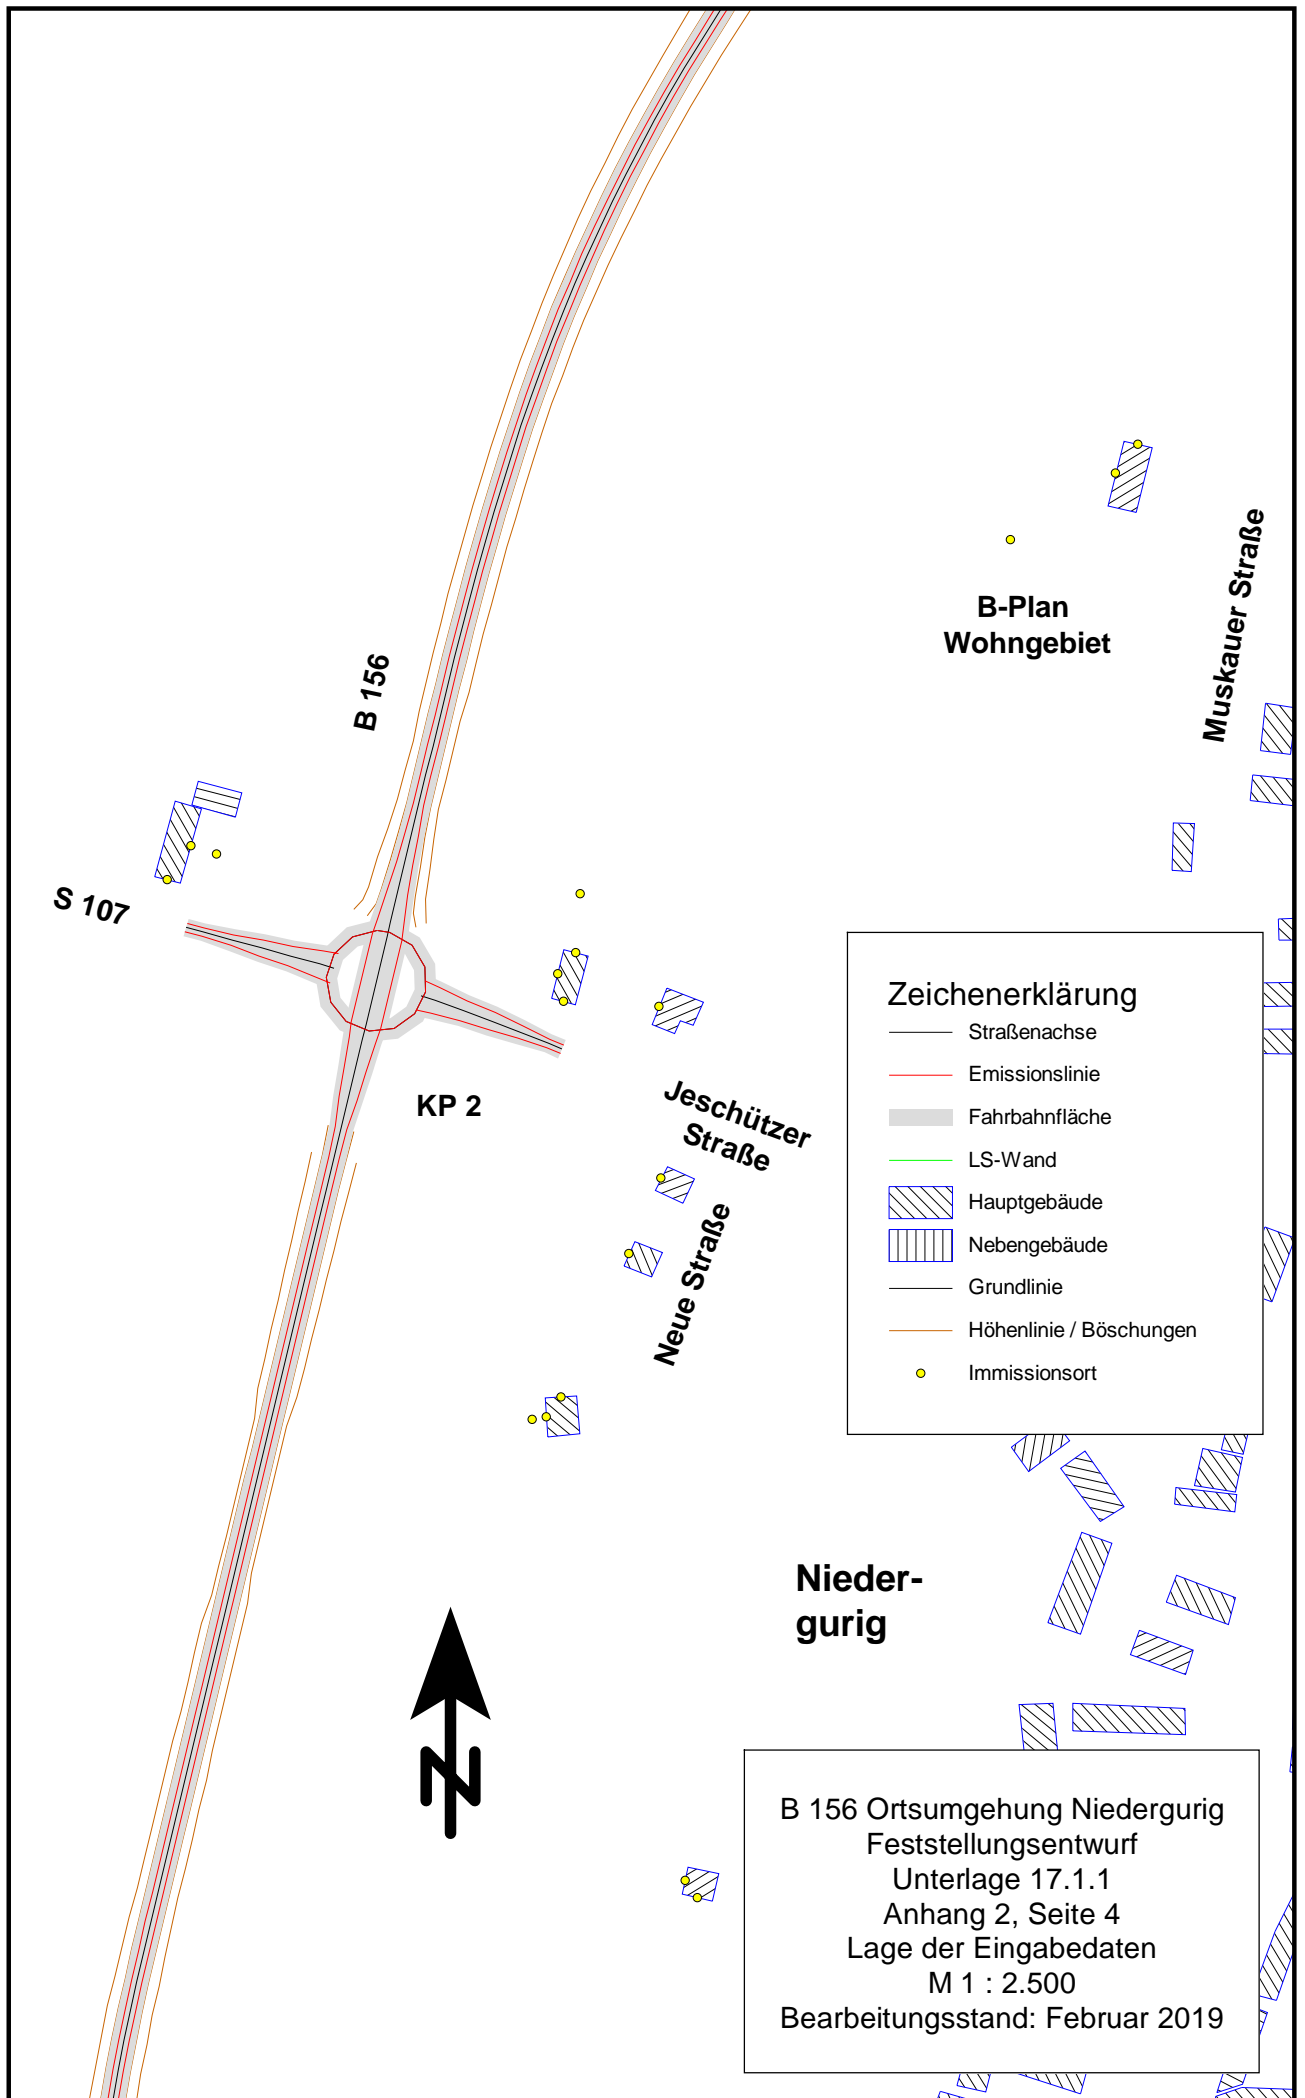 B-Plan
Wohngebiet
Muskauer Straße
B 156
S 107
KP 2
Jeschützer
Straße
Neue Straße
Zeichenerklärung
Straßenachse
Emissionslinie
Fahrbahnfläche
LS-Wand
Hauptgebäude
Nebengebäude
Grundlinie
Höhenlinie / Böschungen
Immissionsort
Nieder-
gurig
N
B 156 Ortsumgehung Niedergurig
Feststellungsentwurf
Unterlage 17.1.1
Anhang 2, Seite 4
Lage der Eingabedaten
M 1 : 2.500
Bearbeitungsstand: Februar 2019